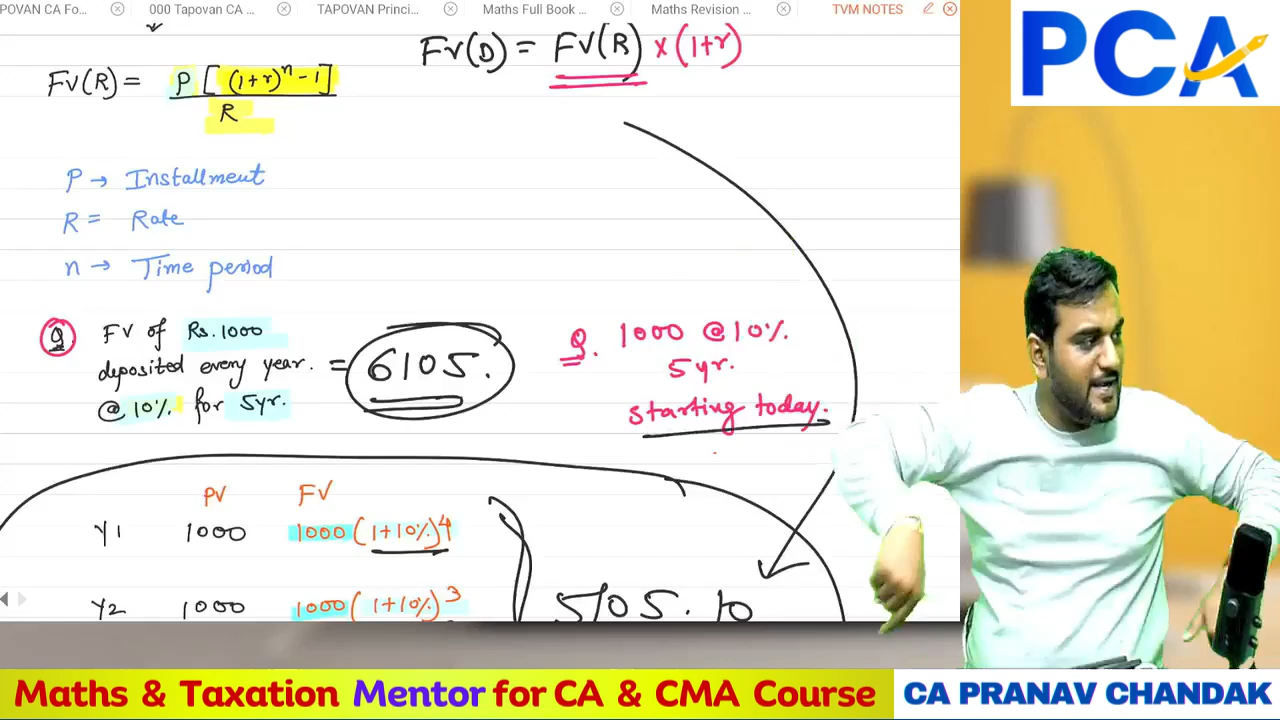 POVAN CA Fo...
000 Tapovan CA ...
TAPOVAN Princi...
Maths Full Book ...
Maths Revision ...
TVM NOTES
FV(D) = FV(R) × (1+r)
FV(R) = P [(1+r)^n - 1]
R
P → Installment
R = Rate
n → Time period
Q. FV of Rs. 1000
deposited every year. = 6105.
@ 10% for 5yr.
Q. 1000 @ 10%.
5 yr.
starting today.
PV FV
Y1 1000 1000 (1+10%)^4
Y2 1000 1000 (1+10%)^3
5105.10
PCA
Maths & Taxation Mentor for CA & CMA Course
CA PRANAV CHANDAK